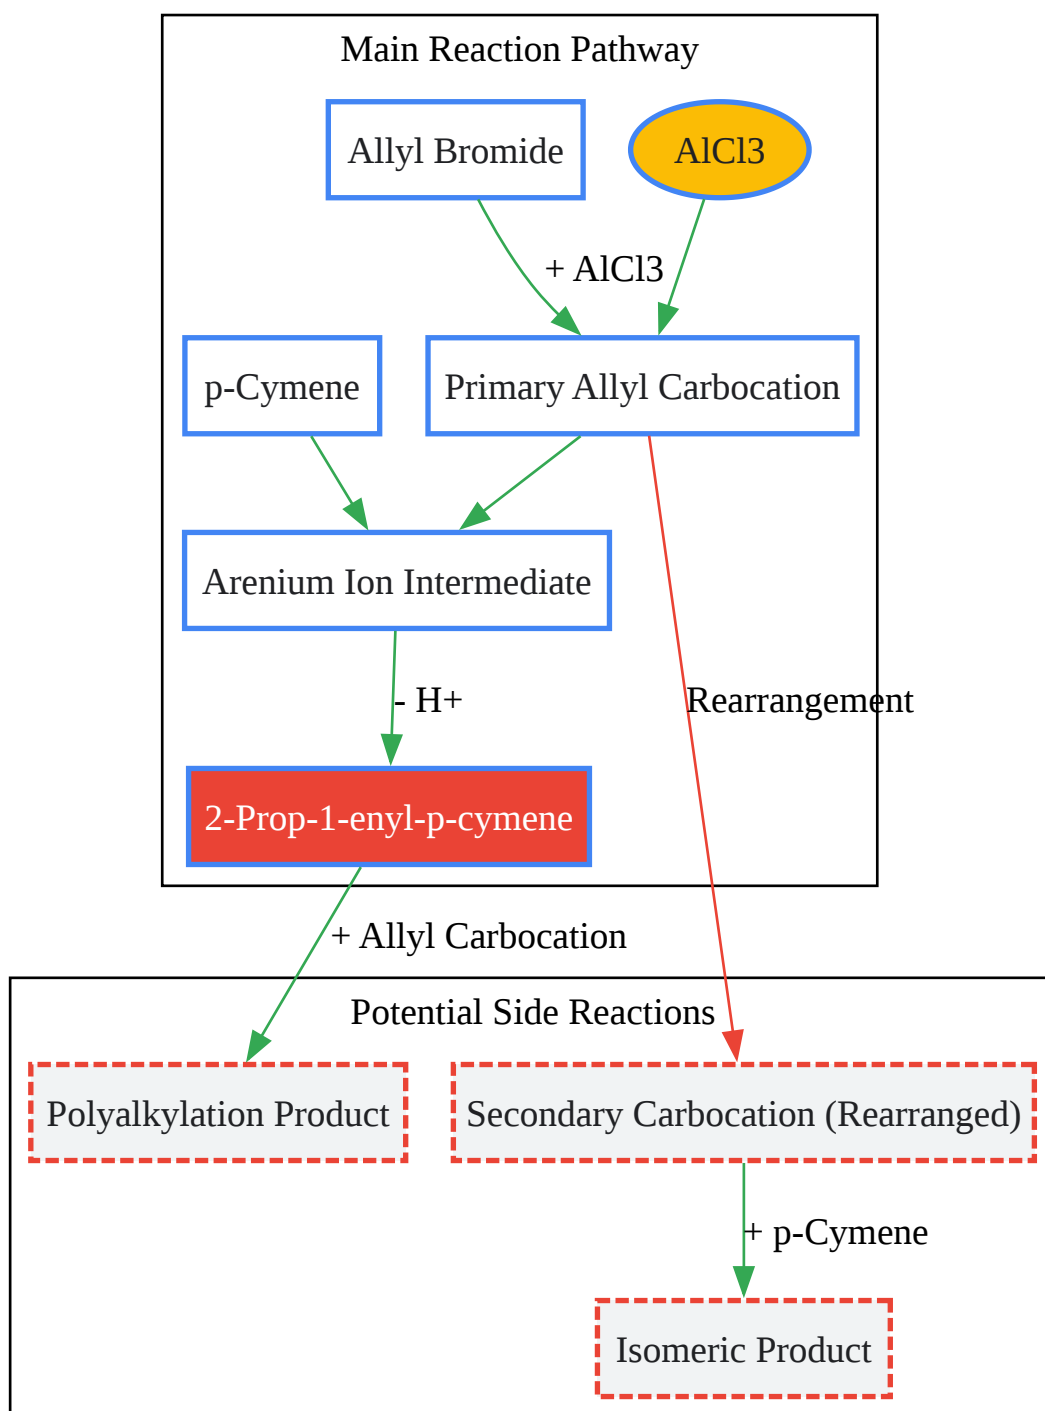 Main Reaction Pathway
Allyl Bromide
AlCl3
+ AlCl3
p-Cymene
Primary Allyl Carbocation
Arenium Ion Intermediate
- H+
Rearrangement
2-Prop-1-enyl-p-cymene
+ Allyl Carbocation
Potential Side Reactions
Polyalkylation Product
Secondary Carbocation (Rearranged)
+ p-Cymene
Isomeric Product